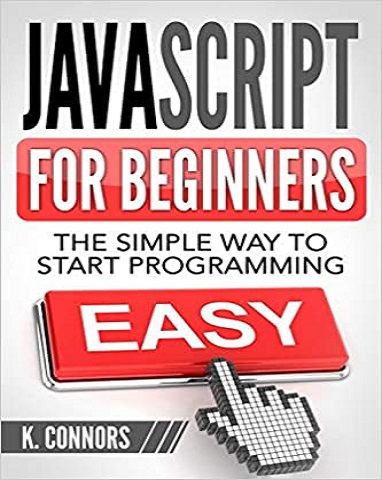 JAVASCRIPT
FOR BEGINNERS
THE SIMPLE WAY TO
START PROGRAMMING
EASY
K. CONNORS